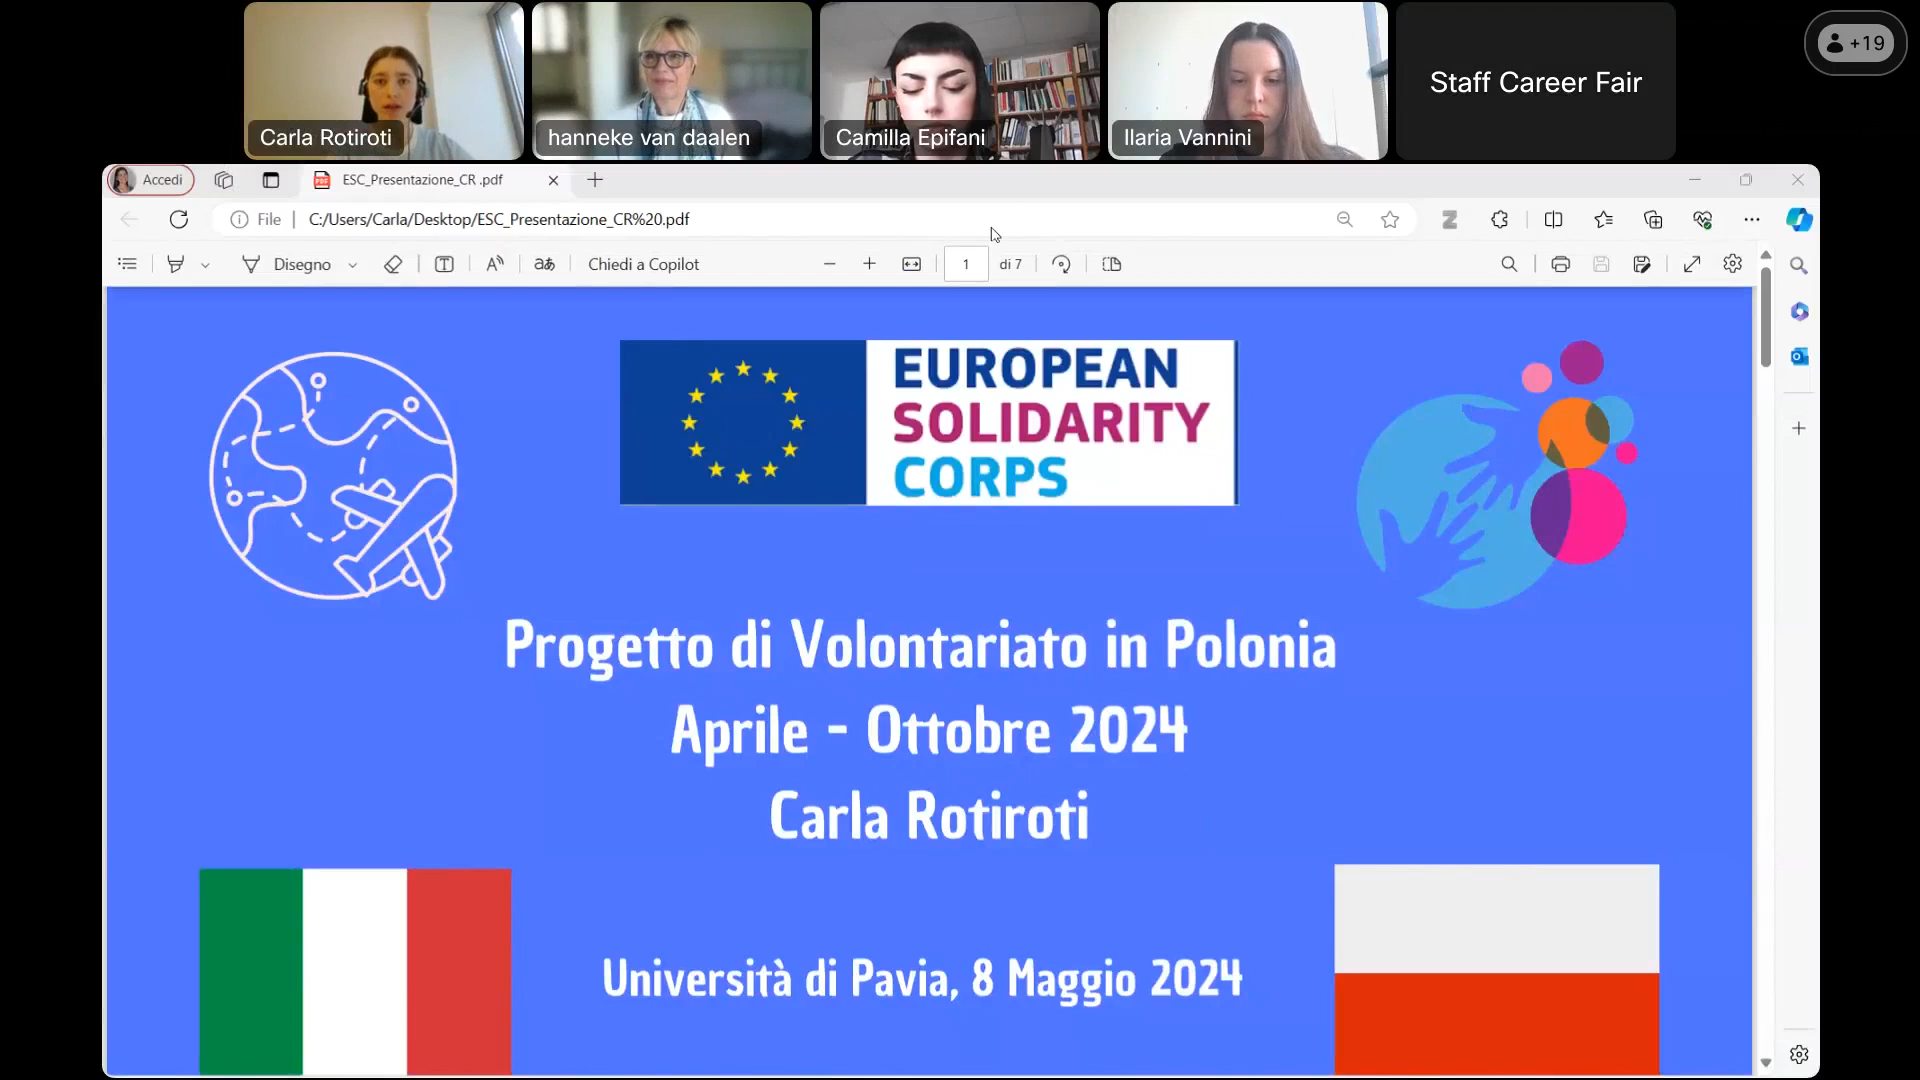 Carla Rotiroti
hanneke van daalen
Camilla Epifani
Ilaria Vannini
Staff Career Fair
+19
Accedi
PDF
ESC_Presentazione_CR .pdf
File
C:/Users/Carla/Desktop/ESC_Presentazione_CR%20.pdf
Disegno
Chiedi a Copilot
1
di 7
EUROPEAN
SOLIDARITY
CORPS
Progetto di Volontariato in Polonia
Aprile - Ottobre 2024
Carla Rotiroti
Università di Pavia, 8 Maggio 2024